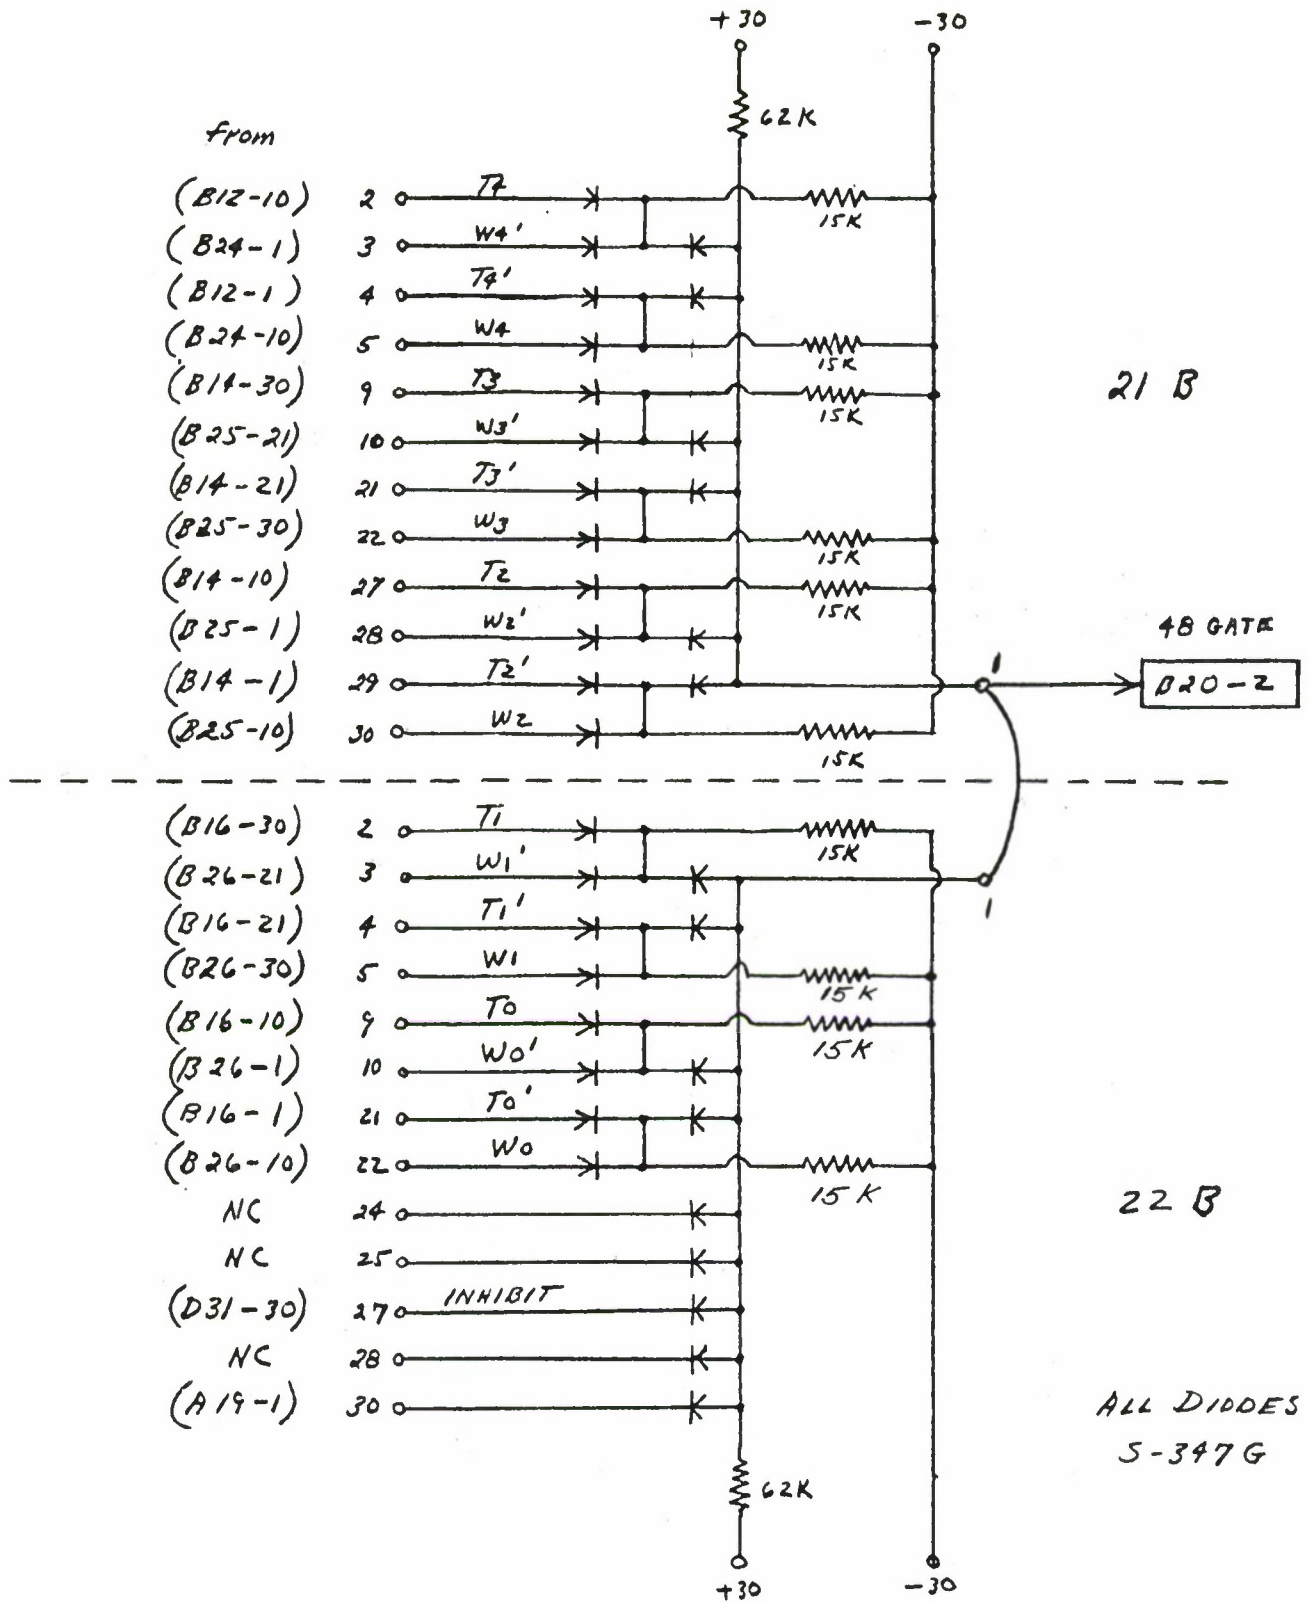 +30 -30
62K
from
(B12-10) 2 T4 15K
(B24-1) 3 W4'
(B12-1) 4 T4'
(B24-10) 5 W4 15K
(B14-30) 9 T3 15K
21 B
(B25-21) 10 W3'
(B14-21) 21 T3'
(B25-30) 22 W3 15K
(B14-10) 27 T2 15K
(B25-1) 28 W2'
48 GATE
(B14-1) 29 T2' 1 B20-2
(B25-10) 30 W2 15K
(B16-30) 2 T1 15K
(B26-21) 3 W1' 1
(B16-21) 4 T1'
(B26-30) 5 W1 15K
(B16-10) 9 T0 15K
(B26-1) 10 W0'
(B16-1) 21 T0'
(B26-10) 22 W0 15K
22 B
NC 24
NC 25
(D31-30) 27 INHIBIT
NC 28
(A19-1) 30
ALL DIODES
S-347G
62K
+30 -30